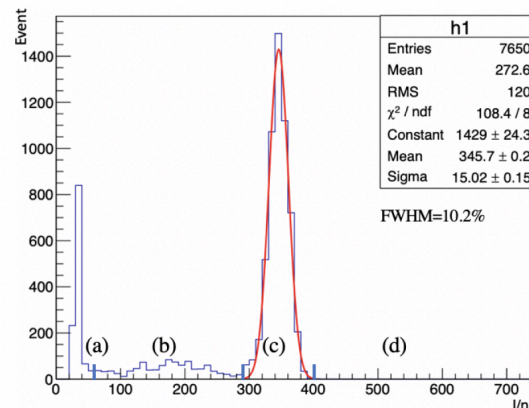 Event
1400
1200
1000
800
600
400
200
0
h1
Entries 7650
Mean 272.6
RMS 120
χ² / ndf 108.4 / 8
Constant 1429 ± 24.3
Mean 345.7 ± 0.2
Sigma 15.02 ± 0.15
FWHM=10.2%
(a) (b) (c) (d)
0 100 200 300 400 500 600 700